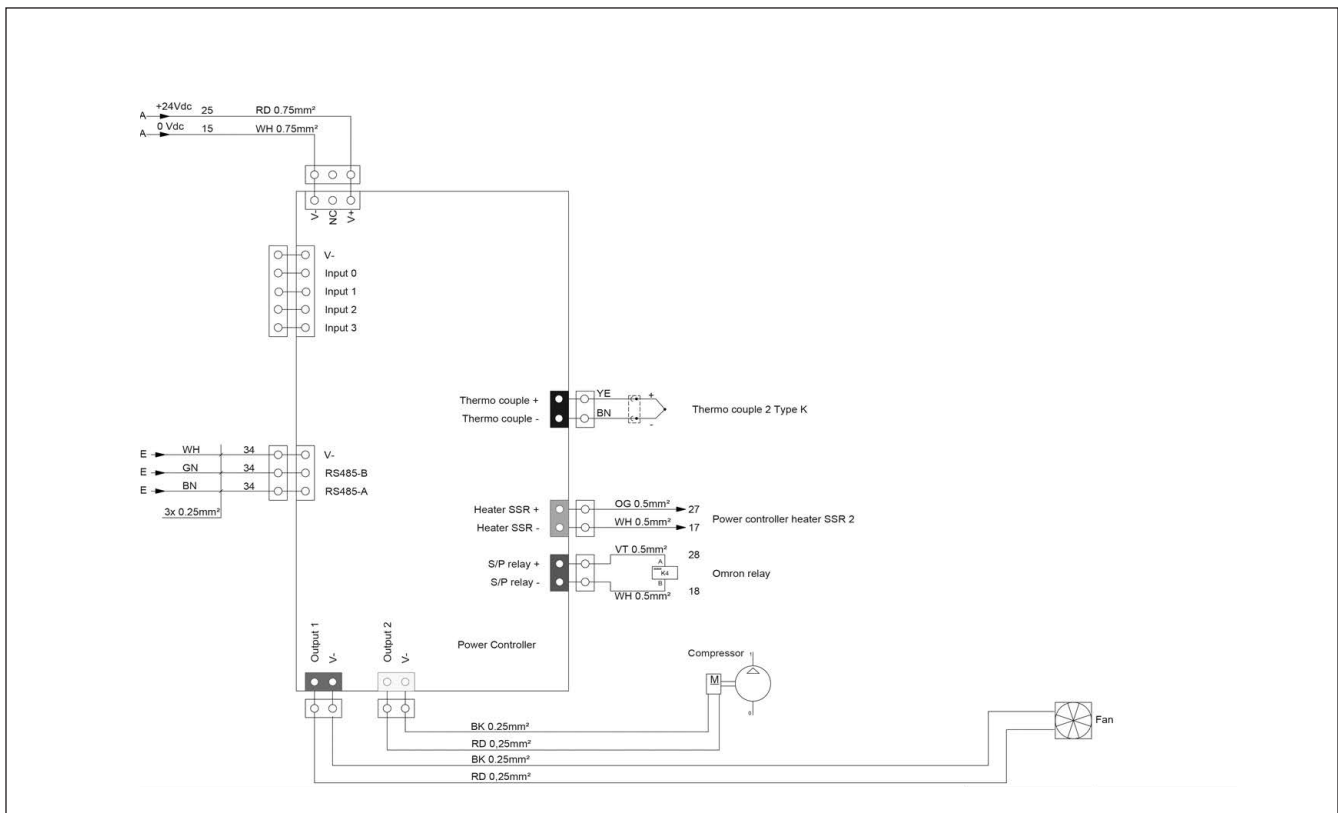 +24Vdc 25 RD 0.75mm²
A
0 Vdc 15 WH 0.75mm²
A
V- NC V+
V-
Input 0
Input 1
Input 2
Input 3
Thermo couple + YE +
Thermo couple 2 Type K
Thermo couple - BN -
E WH 34 V-
E GN 34 RS485-B
E BN 34 RS485-A
3x 0.25mm²
Heater SSR + OG 0.5mm² 27
Power controller heater SSR 2
Heater SSR - WH 0.5mm² 17
VT 0.5mm² 28
S/P relay + A
K4 Omron relay
S/P relay - B
WH 0.5mm² 18
Output 1 V- Output 2 V-
Power Controller
Compressor
M
Fan
BK 0.25mm²
RD 0,25mm²
BK 0.25mm²
RD 0,25mm²